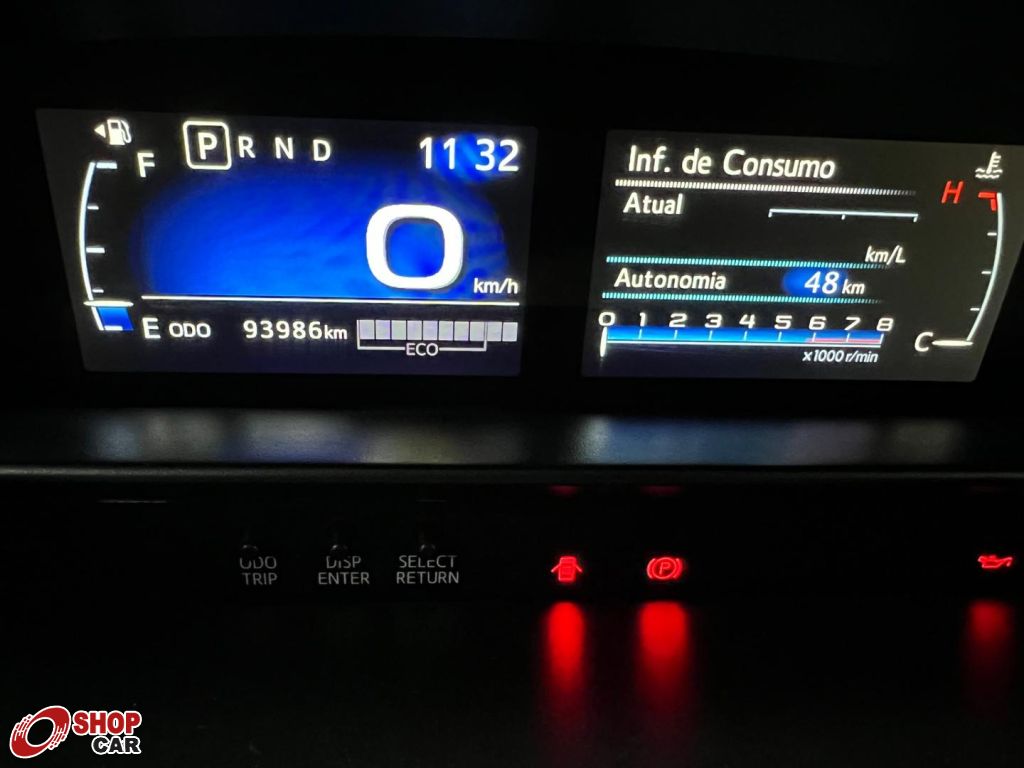 P R N D
11 32
F
0
km/h
E ODO 93986km
ECO
Inf. de Consumo
H
Atual
km/L
Autonomia 48 km
0 1 2 3 4 5 6 7 8
C
x1000 r/min
ODO TRIP
DISP ENTER
SELECT RETURN
P
SHOP
CAR